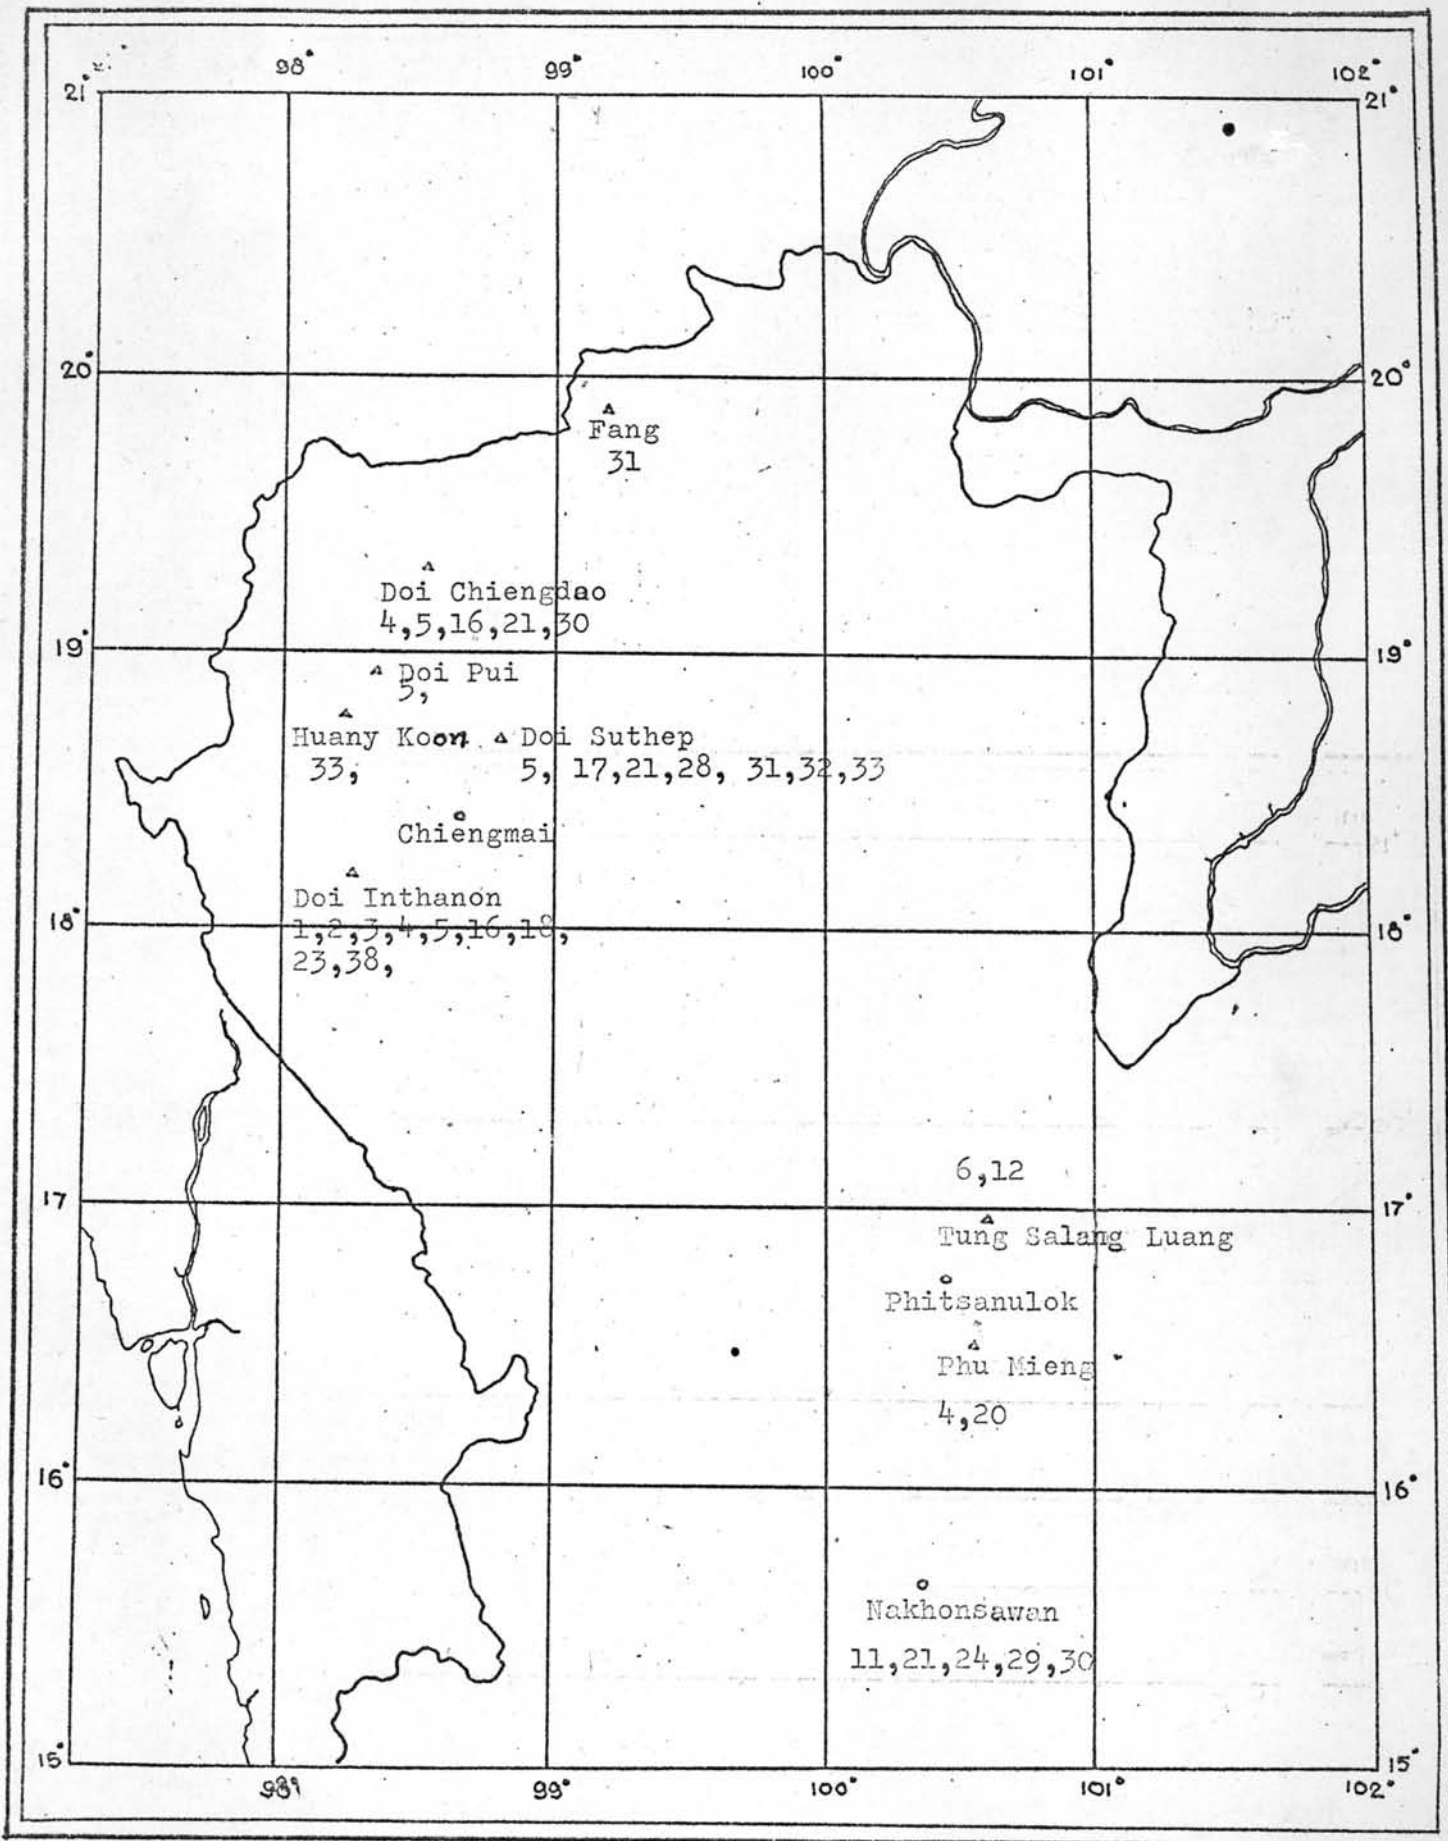 98° 99° 100° 101° 102°
21° 21°
20° 20°
Fang
31
Doi Chiengdao
4,5,16,21,30
19° 19°
Doi Pui
5,
Huany Koon Doi Suthep
33, 5, 17,21,28, 31,32,33
Chiengmai
Doi Inthanon
18° 18°
1,2,3,4,5,16,18,
23,38,
6,12
17° 17°
Tung Salang Luang
Phitsanulok
Phu Mieng
4,20
16° 16°
Nakhonsawan
11,21,24,29,30
15° 15°
98° 99° 100° 101° 102°